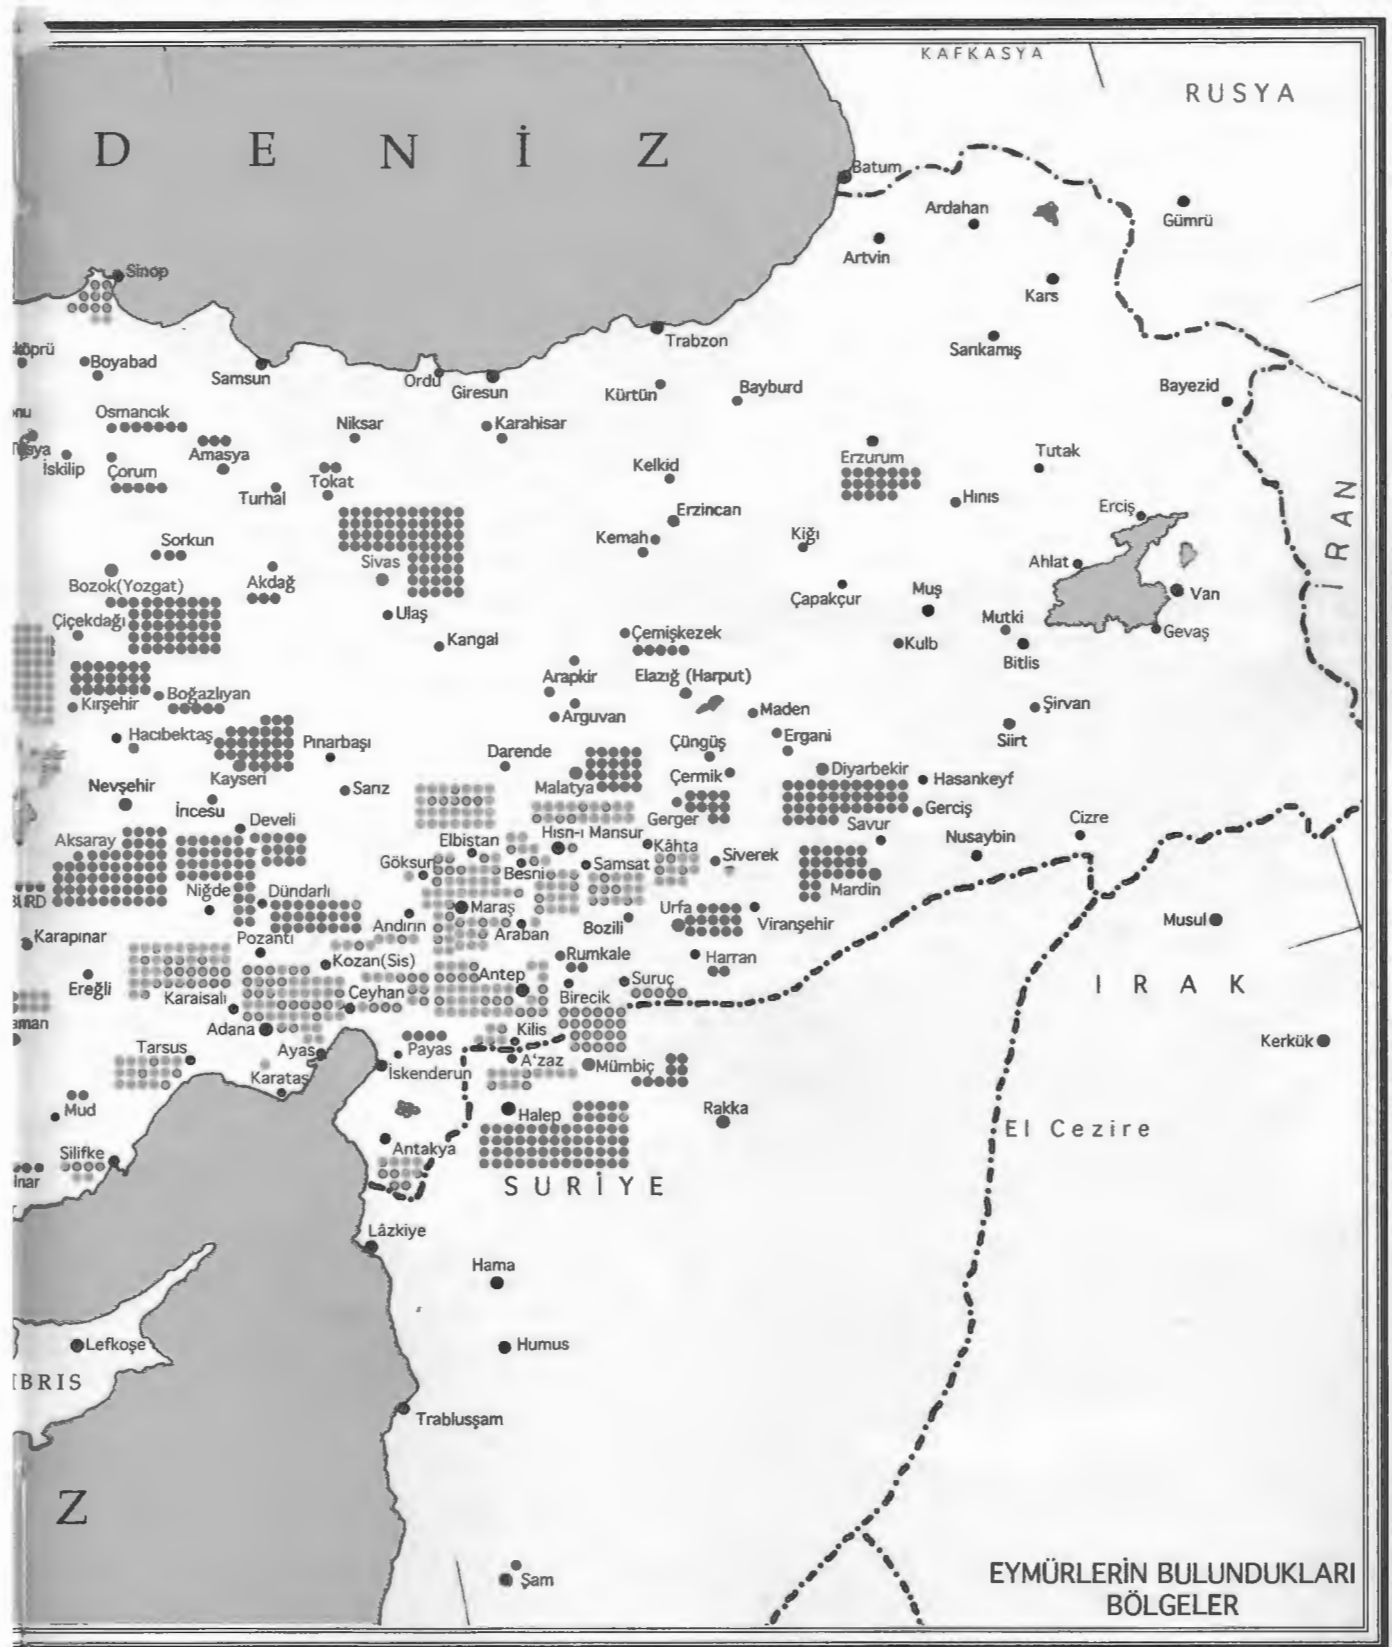 KAFKASYA
RUSYA
D E N İ Z
Batum
Ardahan
Gümrü
Artvin
Sinop
Kars
köprü
Boyabad
Samsun
Ordu
Giresun
Trabzon
Sarıkamış
Kürtün
Bayburd
Bayezid
Osmancık
Niksar
Karahisar
İskilip
Çorum
Amasya
Turhal
Tokat
Kelkid
Erzurum
Tutak
Hınıs
Erciş
İRAN
Erzincan
Kemah
Kiğı
Sorkun
Sivas
Ahlat
Bozok(Yozgat)
Akdağ
Ulaş
Çapakçur
Muş
Van
Çiçekdağı
Kangal
Çemişkezek
Kulb
Mutki
Bitlis
Gevaş
Kırşehir
Boğazlıyan
Arapkir
Elazığ (Harput)
Arguvan
Maden
Şirvan
Siirt
Hacıbektaş
Pınarbaşı
Darende
Çüngüş
Ergani
Kayseri
Nevşehir
Sarız
Malatya
Çermik
Diyarbekir
Hasankeyf
İncesu
Develi
Gerger
Gerciş
Aksaray
Elbistan
Hısn-ı Mansur
Kâhta
Savur
Nusaybin
Cizre
Göksun
Besni
Samsat
Siverek
Mardin
Niğde
Dündarlı
Maraş
Urfa
Viranşehir
Musul
Karapınar
Pozantı
Andırın
Araban
Bozili
Kozan(Sis)
Rumkale
Harran
Ereğli
Karaisalı
Ceyhan
Antep
Birecik
Suruç
IRAK
aman
Adana
Kilis
Kerkük
Tarsus
Ayas
Payas
A'zaz
Mümbiç
Karataş
İskenderun
Mud
Halep
Rakka
El Cezire
Silifke
Antakya
SURİYE
Lâzkiye
Hama
Lefkoşe
Humus
IBRIS
Trablusşam
Z
Şam
EYMÜRLERİN BULUNDUKLARI
BÖLGELER